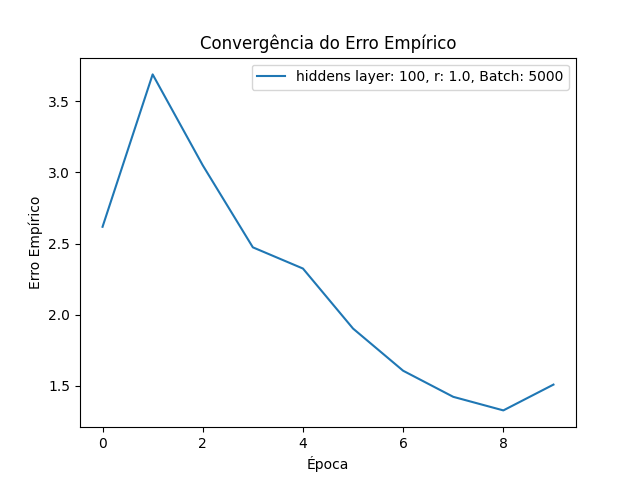 Convergência do Erro Empírico
hiddens layer: 100, r: 1.0, Batch: 5000
Erro Empírico
3.5
3.0
2.5
2.0
1.5
0 2 4 6 8
Época